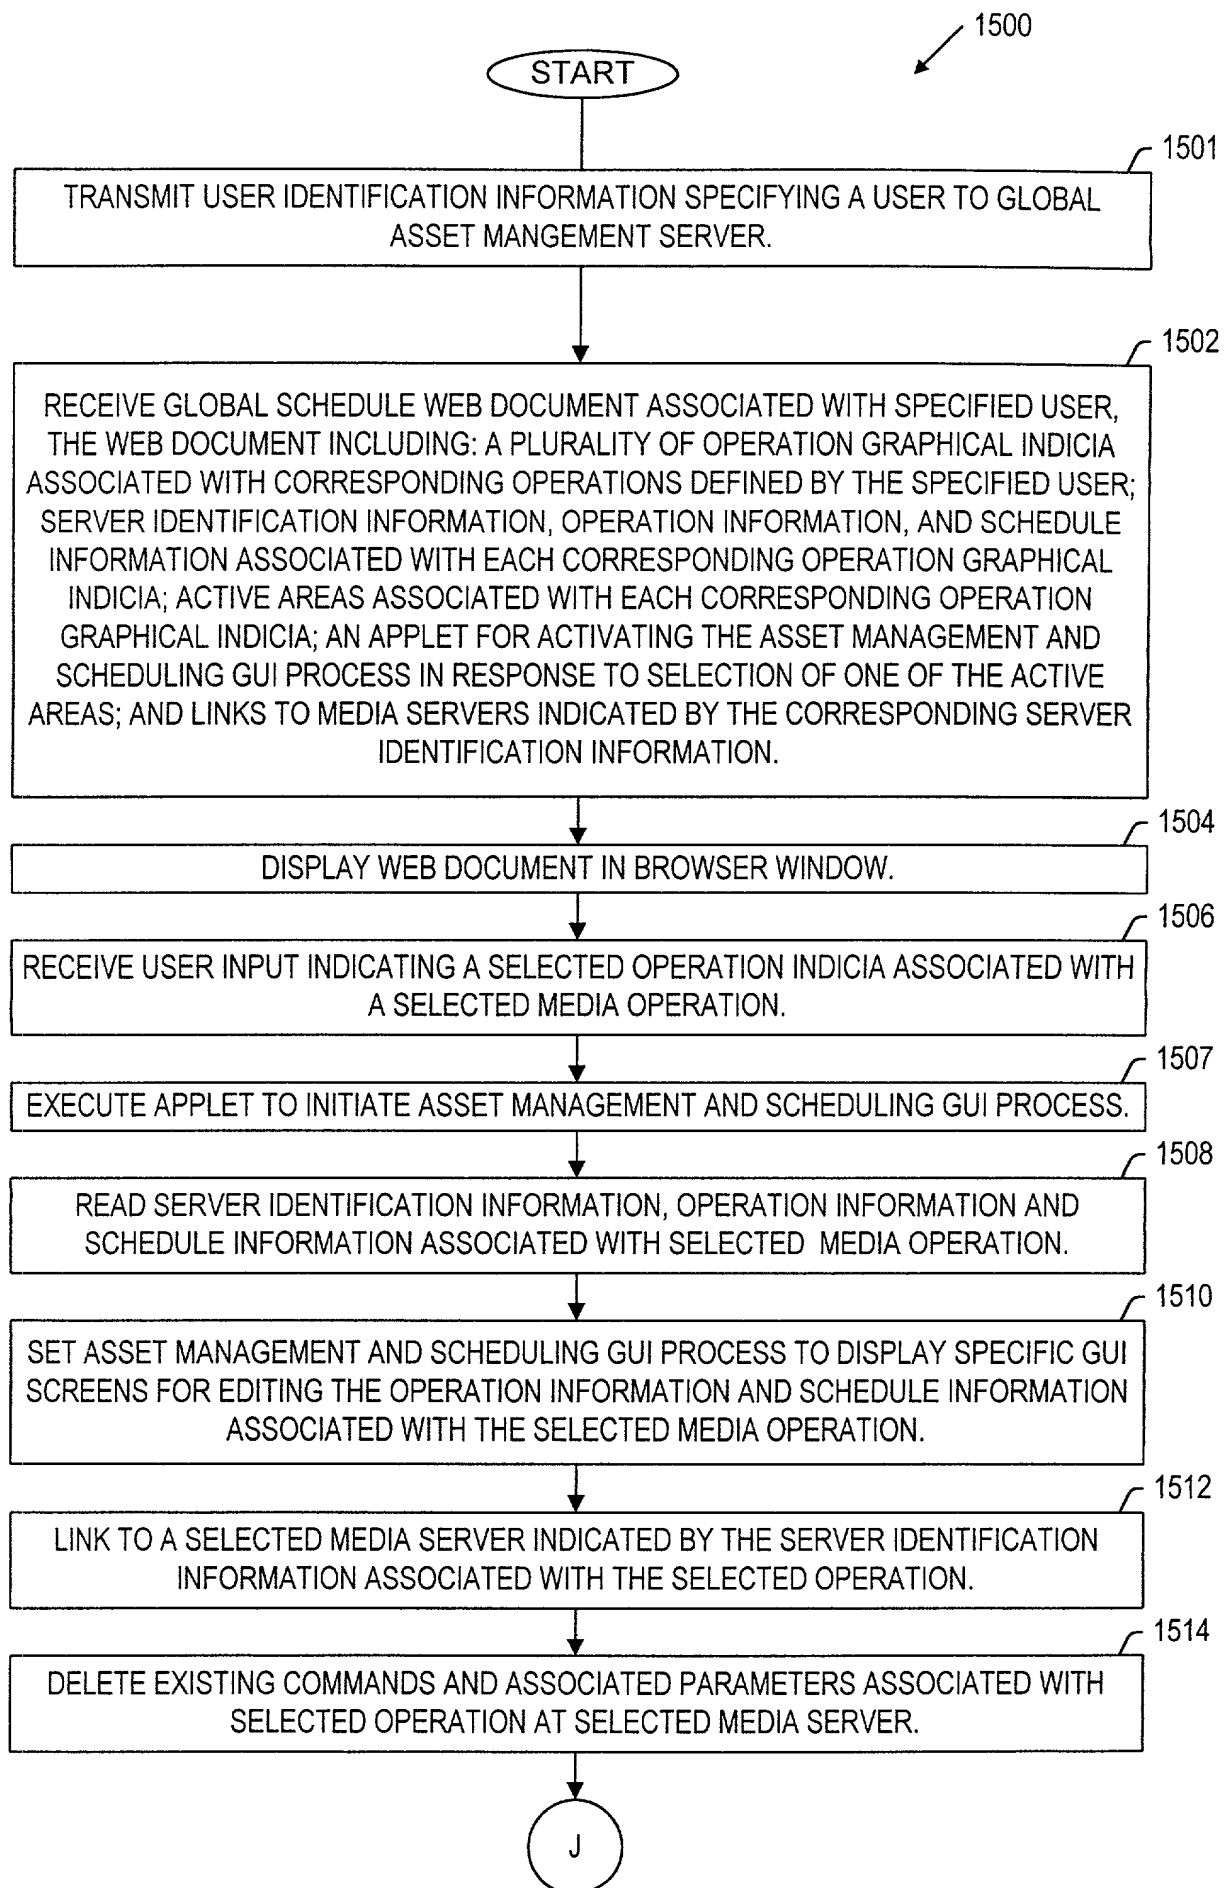 1500
START
1501
TRANSMIT USER IDENTIFICATION INFORMATION SPECIFYING A USER TO GLOBAL
ASSET MANGEMENT SERVER.
1502
RECEIVE GLOBAL SCHEDULE WEB DOCUMENT ASSOCIATED WITH SPECIFIED USER,
THE WEB DOCUMENT INCLUDING: A PLURALITY OF OPERATION GRAPHICAL INDICIA
ASSOCIATED WITH CORRESPONDING OPERATIONS DEFINED BY THE SPECIFIED USER;
SERVER IDENTIFICATION INFORMATION, OPERATION INFORMATION, AND SCHEDULE
INFORMATION ASSOCIATED WITH EACH CORRESPONDING OPERATION GRAPHICAL
INDICIA; ACTIVE AREAS ASSOCIATED WITH EACH CORRESPONDING OPERATION
GRAPHICAL INDICIA; AN APPLET FOR ACTIVATING THE ASSET MANAGEMENT AND
SCHEDULING GUI PROCESS IN RESPONSE TO SELECTION OF ONE OF THE ACTIVE
AREAS; AND LINKS TO MEDIA SERVERS INDICATED BY THE CORRESPONDING SERVER
IDENTIFICATION INFORMATION.
1504
DISPLAY WEB DOCUMENT IN BROWSER WINDOW.
1506
RECEIVE USER INPUT INDICATING A SELECTED OPERATION INDICIA ASSOCIATED WITH
A SELECTED MEDIA OPERATION.
1507
EXECUTE APPLET TO INITIATE ASSET MANAGEMENT AND SCHEDULING GUI PROCESS.
1508
READ SERVER IDENTIFICATION INFORMATION, OPERATION INFORMATION AND
SCHEDULE INFORMATION ASSOCIATED WITH SELECTED MEDIA OPERATION.
1510
SET ASSET MANAGEMENT AND SCHEDULING GUI PROCESS TO DISPLAY SPECIFIC GUI
SCREENS FOR EDITING THE OPERATION INFORMATION AND SCHEDULE INFORMATION
ASSOCIATED WITH THE SELECTED MEDIA OPERATION.
1512
LINK TO A SELECTED MEDIA SERVER INDICATED BY THE SERVER IDENTIFICATION
INFORMATION ASSOCIATED WITH THE SELECTED OPERATION.
1514
DELETE EXISTING COMMANDS AND ASSOCIATED PARAMETERS ASSOCIATED WITH
SELECTED OPERATION AT SELECTED MEDIA SERVER.
J